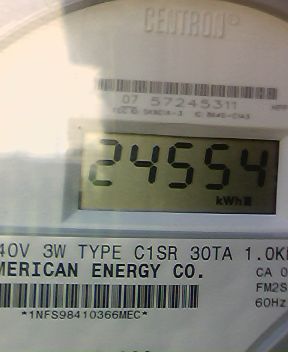 CENTRON®
07 57245311
24554
kWh
40V 3W TYPE C1SR 30TA 1.0K
MERICAN ENERGY CO.
CA 0
FM2S
60Hz
*1NFS98410366MEC*